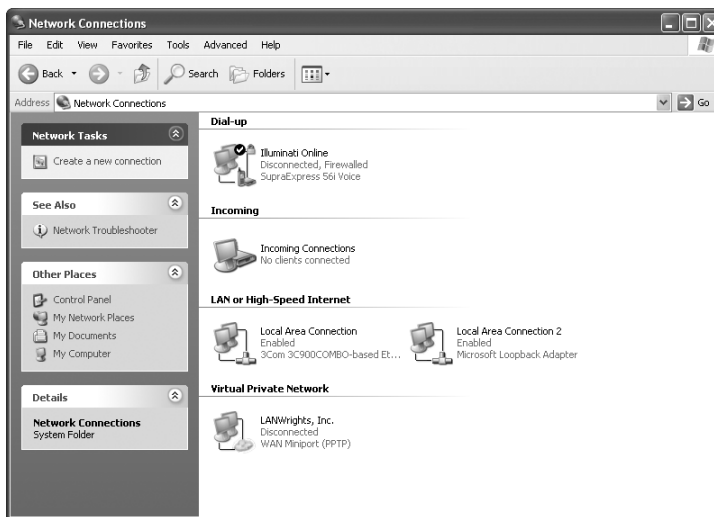 Network Connections
File Edit View Favorites Tools Advanced Help
Back Search Folders
Address Network Connections Go
Network Tasks
Create a new connection
See Also
Network Troubleshooter
Other Places
Control Panel
My Network Places
My Documents
My Computer
Details
Network Connections
System Folder
Dial-up
Illuminati Online
Disconnected, Firewalled
SupraExpress 56i Voice
Incoming
Incoming Connections
No clients connected
LAN or High-Speed Internet
Local Area Connection
Enabled
3Com 3C900COMBO-based Et...
Local Area Connection 2
Enabled
Microsoft Loopback Adapter
Virtual Private Network
LANWrights, Inc.
Disconnected
WAN Miniport (PPTP)